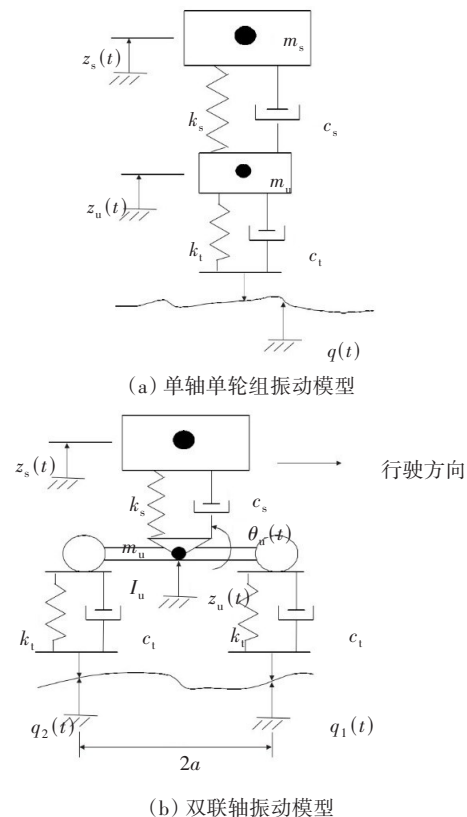 m_s
z_s(t)
k_s
c_s
m_u
z_u(t)
k_t
c_t
q(t)
(a) 单轴单轮组振动模型
z_s(t)
行驶方向
k_s
c_s
θ_u(t)
m_u
I_u
z_u(t)
k_t
c_t
k_t
c_t
q_2(t)
q_1(t)
2a
(b) 双联轴振动模型